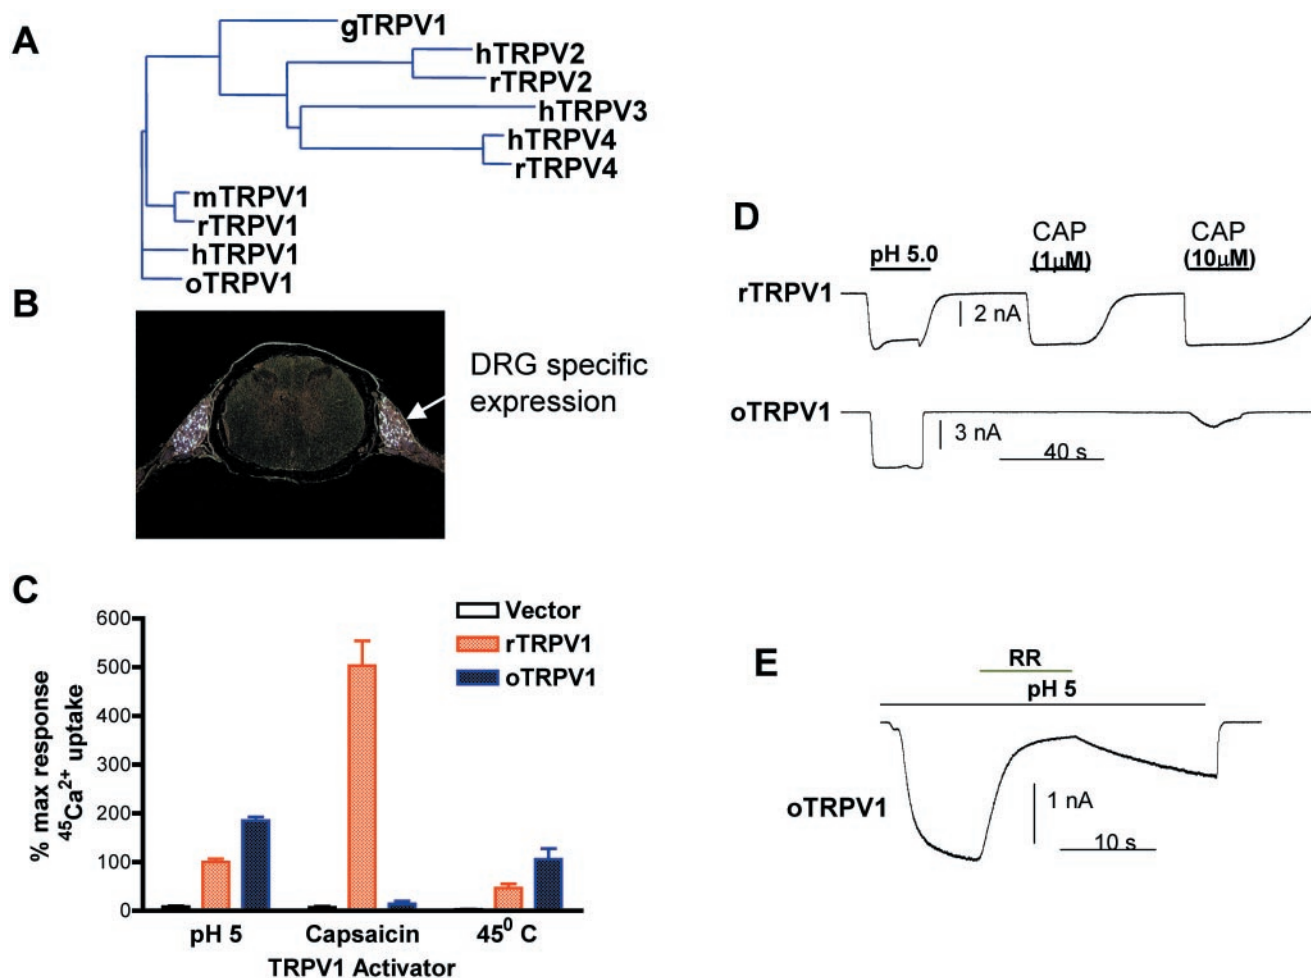 A
gTRPV1
hTRPV2
rTRPV2
hTRPV3
hTRPV4
rTRPV4
mTRPV1
rTRPV1
hTRPV1
oTRPV1
B
DRG specific
expression
C
% max response
⁴⁵Ca²⁺ uptake
600
500
400
300
200
100
0
Vector
rTRPV1
oTRPV1
pH 5
Capsaicin
45⁰ C
TRPV1 Activator
D
pH 5.0
CAP
(1µM)
CAP
(10µM)
rTRPV1
2 nA
oTRPV1
3 nA
40 s
E
RR
pH 5
oTRPV1
1 nA
10 s